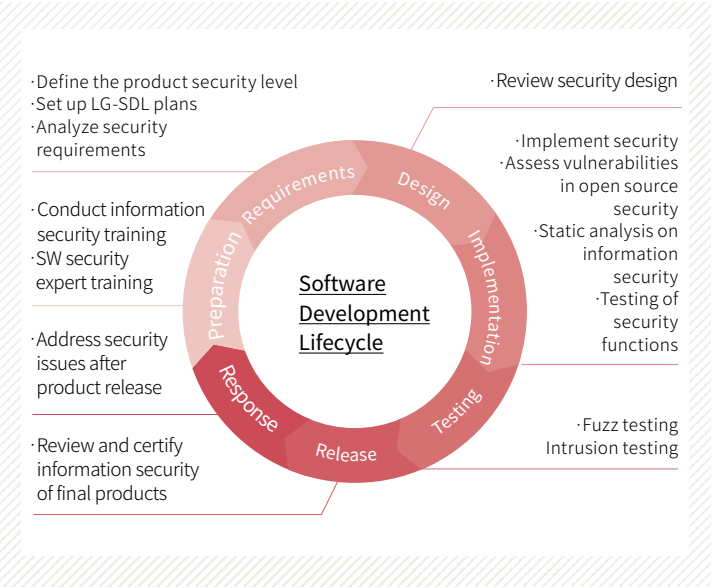 ·Define the product security level
·Set up LG-SDL plans
·Analyze security
requirements
·Review security design
·Implement security
·Assess vulnerabilities
in open source
security
·Static analysis on
information
security
·Testing of
security
functions
·Conduct information
security training
·SW security
expert training
·Address security
issues after
product release
·Review and certify
information security
of final products
·Fuzz testing
Intrusion testing
Preparation
Requirements
Design
Implementation
Testing
Release
Response
Software
Development
Lifecycle